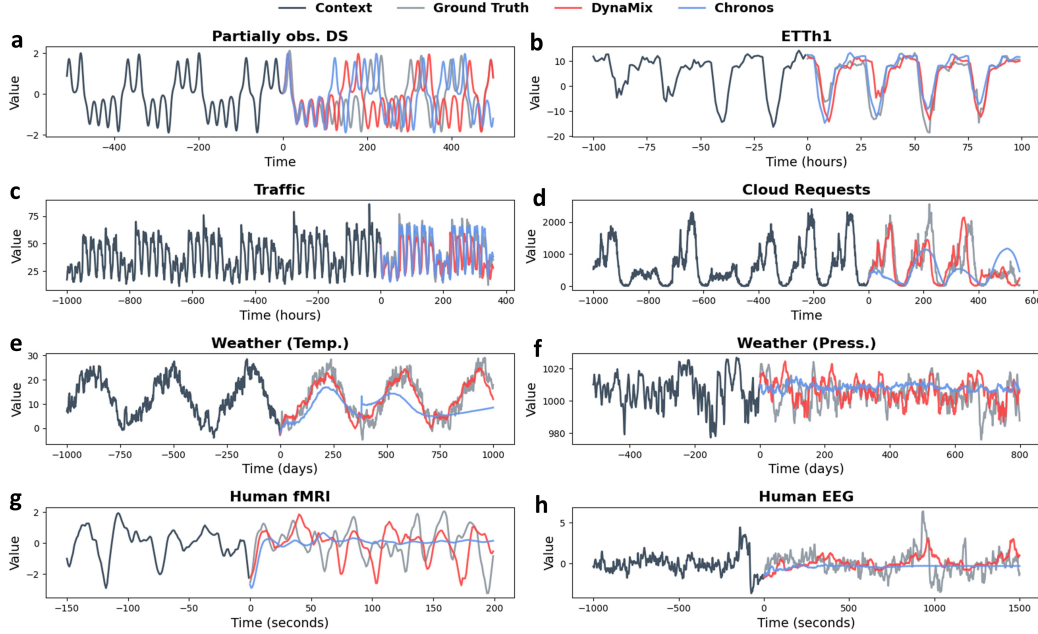 Context Ground Truth DynaMix Chronos
a Partially obs. DS
Value
2
0
−2
−400 −200 0 200 400
Time
b ETTh1
Value
10
0
−10
−20
−100 −75 −50 −25 0 25 50 75 100
Time (hours)
c Traffic
Value
75
50
25
−1000 −800 −600 −400 −200 0 200 400
Time (hours)
d Cloud Requests
Value
2000
1000
0
−1000 −800 −600 −400 −200 0 200 400 600
Time
e Weather (Temp.)
Value
30
20
10
0
−1000 −750 −500 −250 0 250 500 750 1000
Time (days)
f Weather (Press.)
Value
1020
1000
980
−400 −200 0 200 400 600 800
Time (days)
g Human fMRI
Value
2
0
−2
−150 −100 −50 0 50 100 150 200
Time (seconds)
h Human EEG
Value
5
0
−1000 −500 0 500 1000 1500
Time (seconds)